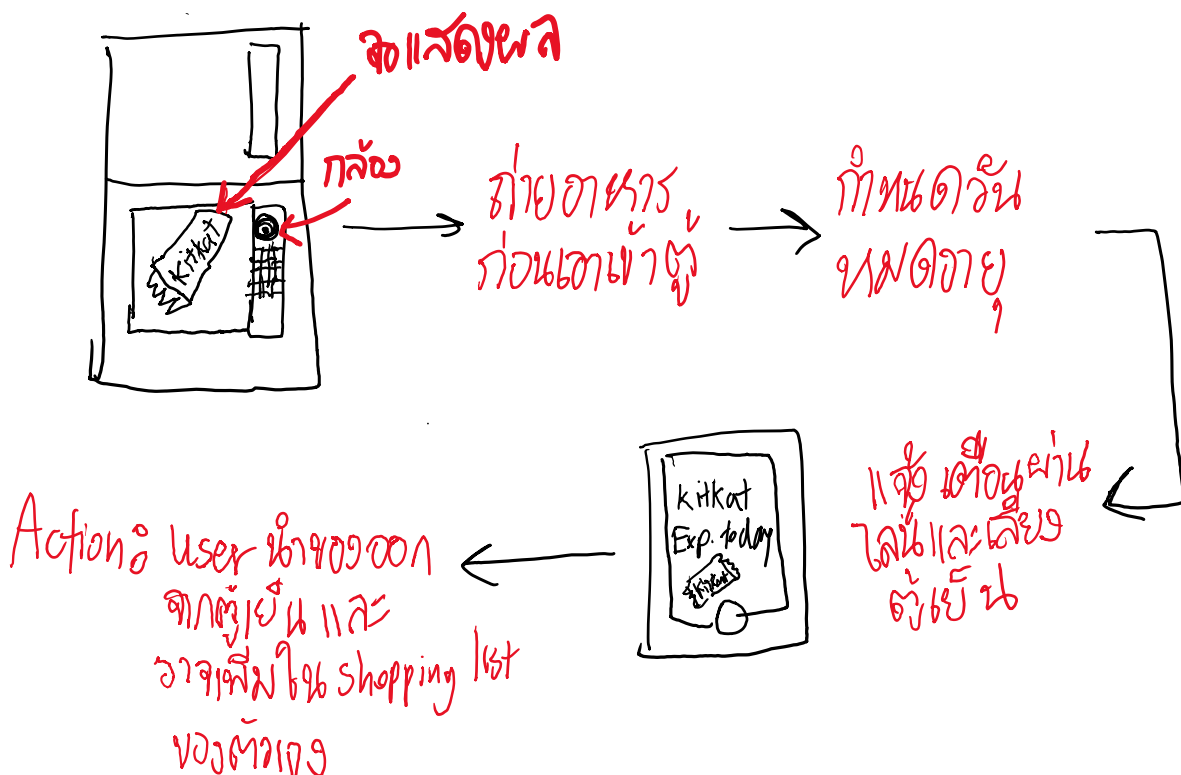 จอแสดงผล
กล้อง
Kitkat
ถ่ายอาหาร
ก่อนเอาเข้าตู้
กำหนดวัน
หมดอายุ
แจ้งเตือนผ่าน
ไลน์และเสียง
ตู้เย็น
Kitkat
Exp. today
Kitkat
Action: user นำของออก
จากตู้เย็น และ
อาจเพิ่มใน shopping list
ของตัวเอง